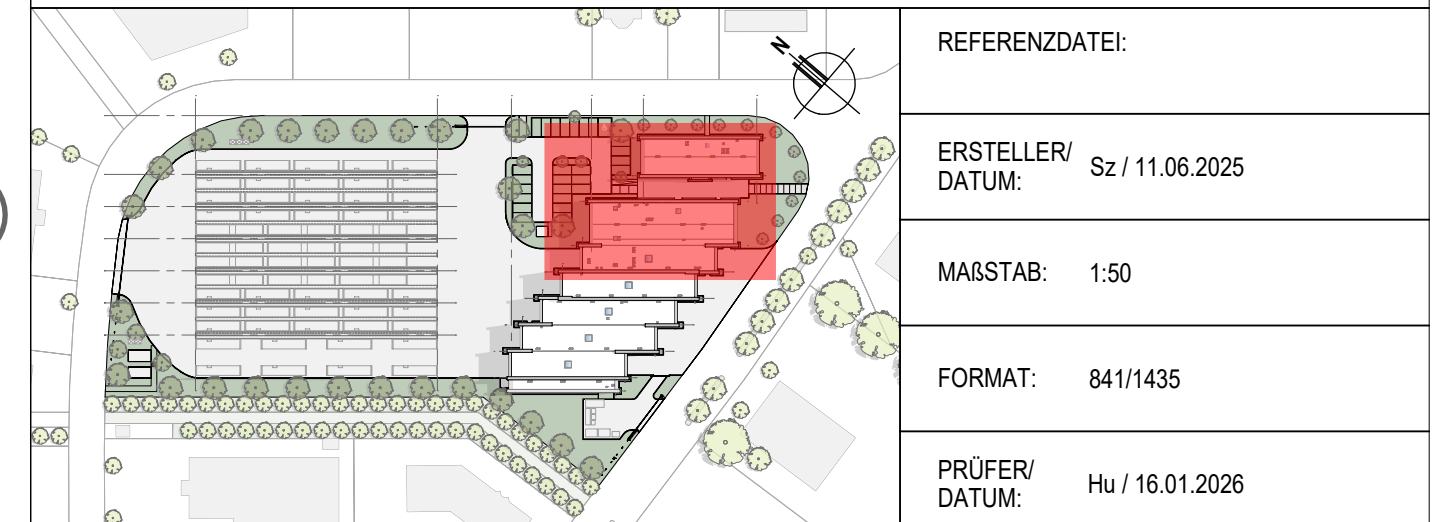 N
REFERENZDATEI:
ERSTELLER/
DATUM:
Sz / 11.06.2025
MAßSTAB:
1:50
FORMAT:
841/1435
PRÜFER/
DATUM:
Hu / 16.01.2026